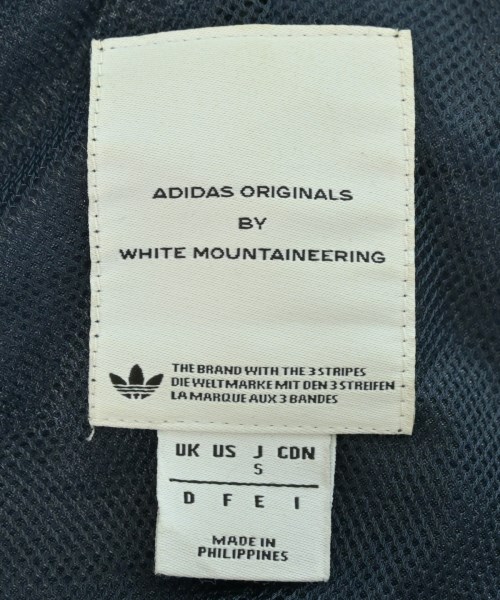 ADIDAS ORIGINALS
BY
WHITE MOUNTAINEERING
THE BRAND WITH THE 3 STRIPES
DIE WELTMARKE MIT DEN 3 STREIFEN
LA MARQUE AUX 3 BANDES
UK US J CDN
S
D F E I
MADE IN
PHILIPPINES